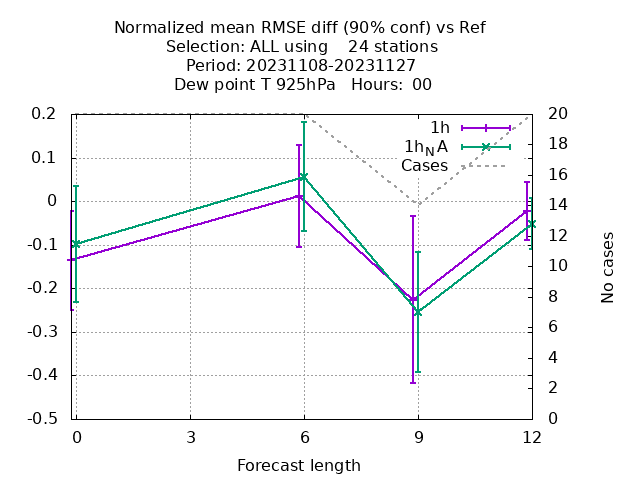 Normalized mean RMSE diff (90% conf) vs Ref
Selection: ALL using    24 stations
Period: 20231108-20231127
Dew point T 925hPa   Hours:  00
1h
1h_NA
Cases
0.2
0.1
0
-0.1
-0.2
-0.3
-0.4
-0.5
20
18
16
14
12
10
8
6
4
2
0
No cases
0 3 6 9 12
Forecast length